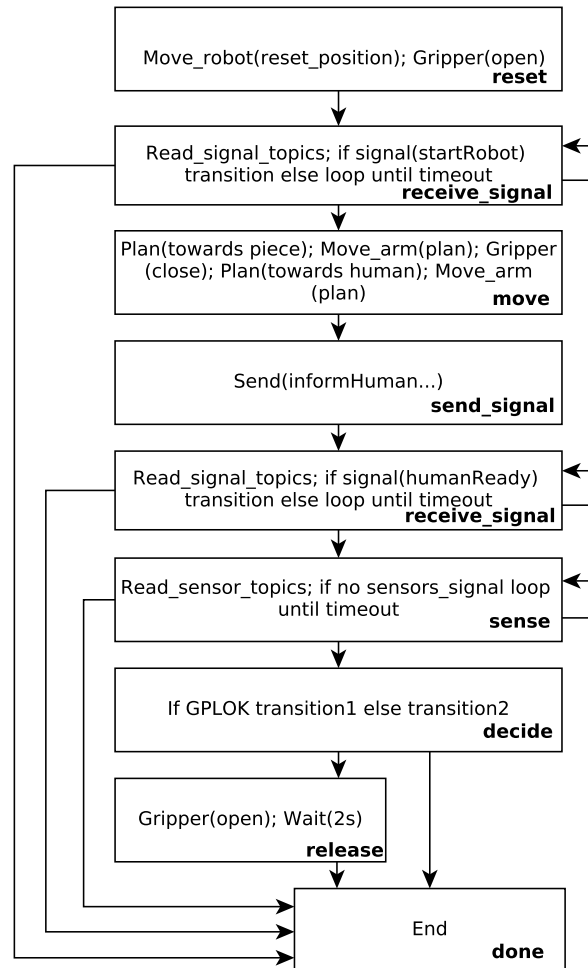 Move_robot(reset_position); Gripper(open)
reset
Read_signal_topics; if signal(startRobot)
transition else loop until timeout
receive_signal
Plan(towards piece); Move_arm(plan); Gripper
(close); Plan(towards human); Move_arm
(plan)
move
Send(informHuman...)
send_signal
Read_signal_topics; if signal(humanReady)
transition else loop until timeout
receive_signal
Read_sensor_topics; if no sensors_signal loop
until timeout
sense
If GPLOK transition1 else transition2
decide
Gripper(open); Wait(2s)
release
End
done